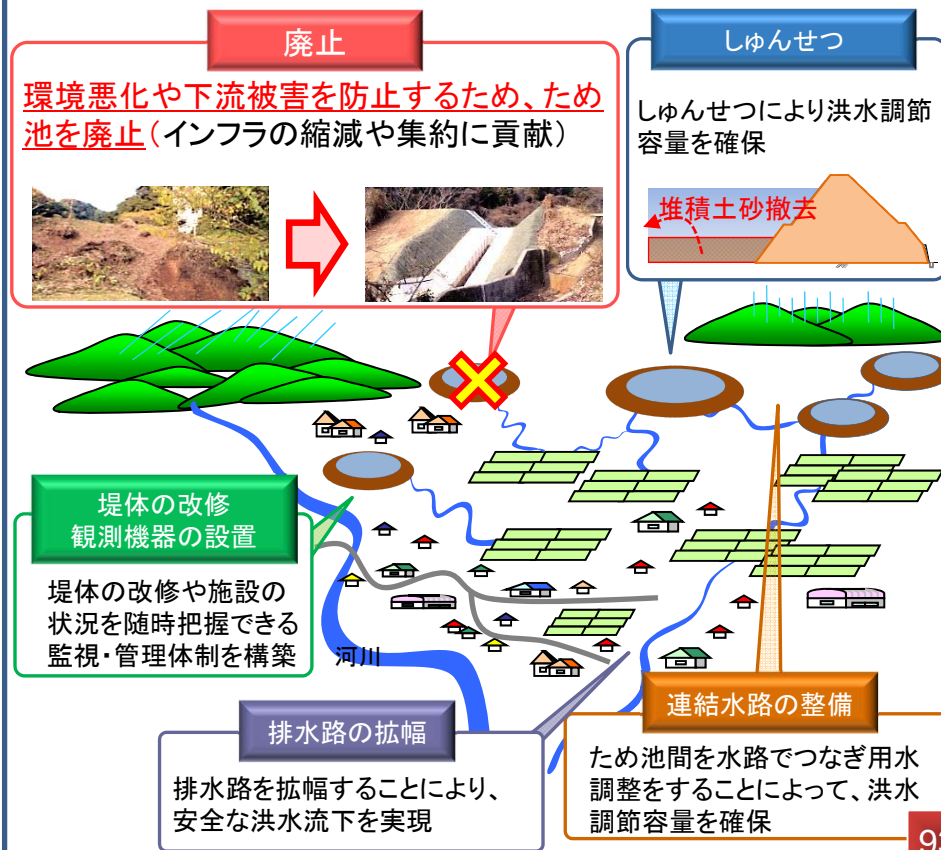 廃止
環境悪化や下流被害を防止するため、ため
池を廃止(インフラの縮減や集約に貢献)
しゅんせつ
しゅんせつにより洪水調節
容量を確保
堆積土砂撤去
堤体の改修
観測機器の設置
堤体の改修や施設の
状況を随時把握できる
監視・管理体制を構築
河川
排水路の拡幅
排水路を拡幅することにより、
安全な洪水流下を実現
連結水路の整備
ため池間を水路でつなぎ用水
調整をすることによって、洪水
調節容量を確保